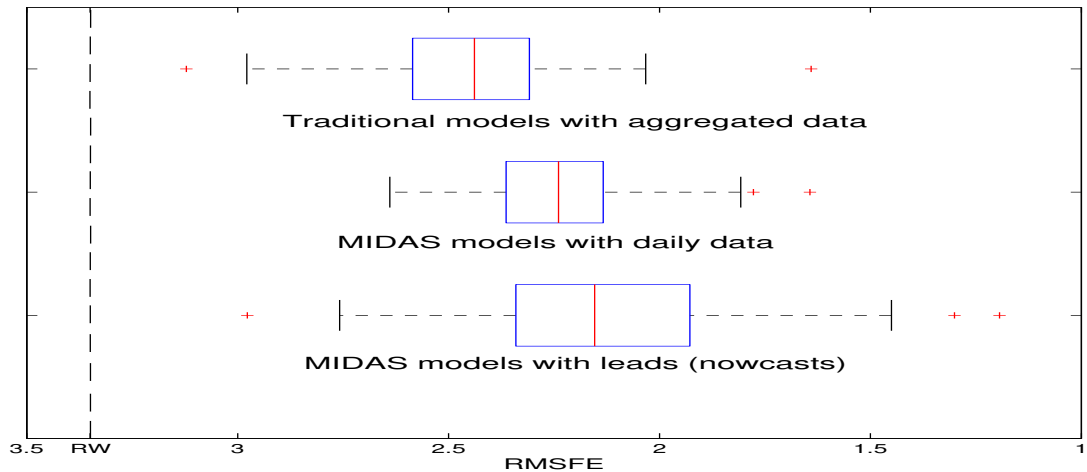 Traditional models with aggregated data
MIDAS models with daily data
MIDAS models with leads (nowcasts)
3.5 RW 3 2.5 2 1.5 1
RMSFE